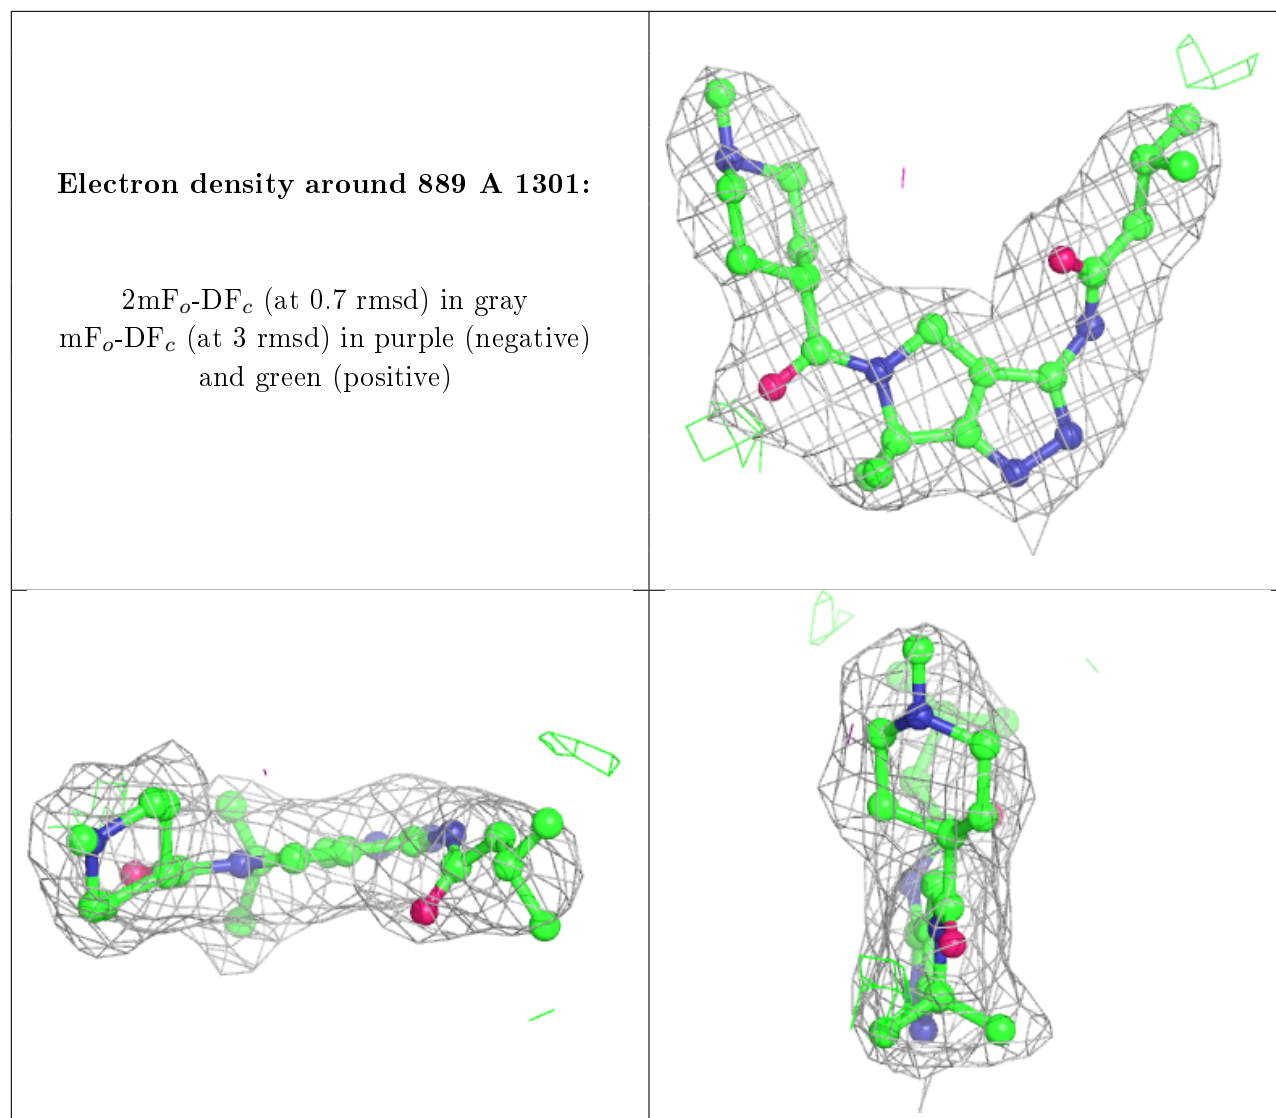 Electron density around 889 A 1301:
2mFo-DFc (at 0.7 rmsd) in gray
mFo-DFc (at 3 rmsd) in purple (negative)
and green (positive)